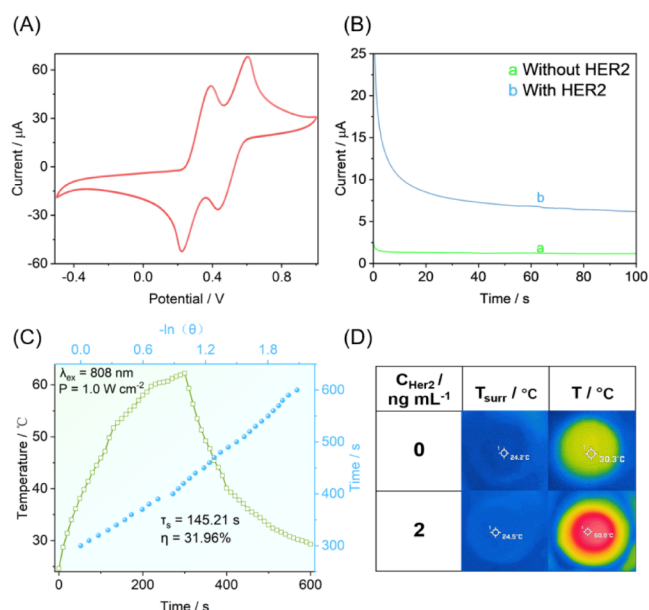 (A)
60
30
0
-30
-60
Current / μA
-0.4
0.0
0.4
0.8
Potential / V
(B)
25
20
15
10
5
0
Current / μA
a Without HER2
b With HER2
b
a
0
20
40
60
80
100
Time / s
(C)
-ln (θ)
0.0
0.6
1.2
1.8
λex = 808 nm
P = 1.0 W cm-2
60
50
40
30
Temperature / ℃
600
500
400
300
Time / s
τs = 145.21 s
η = 31.96%
0
200
400
600
Time / s
(D)
CHer2 / ng mL-1
Tsurr / °C
T / °C
0
1
24.2°C
1
2
1
24.5°C
1